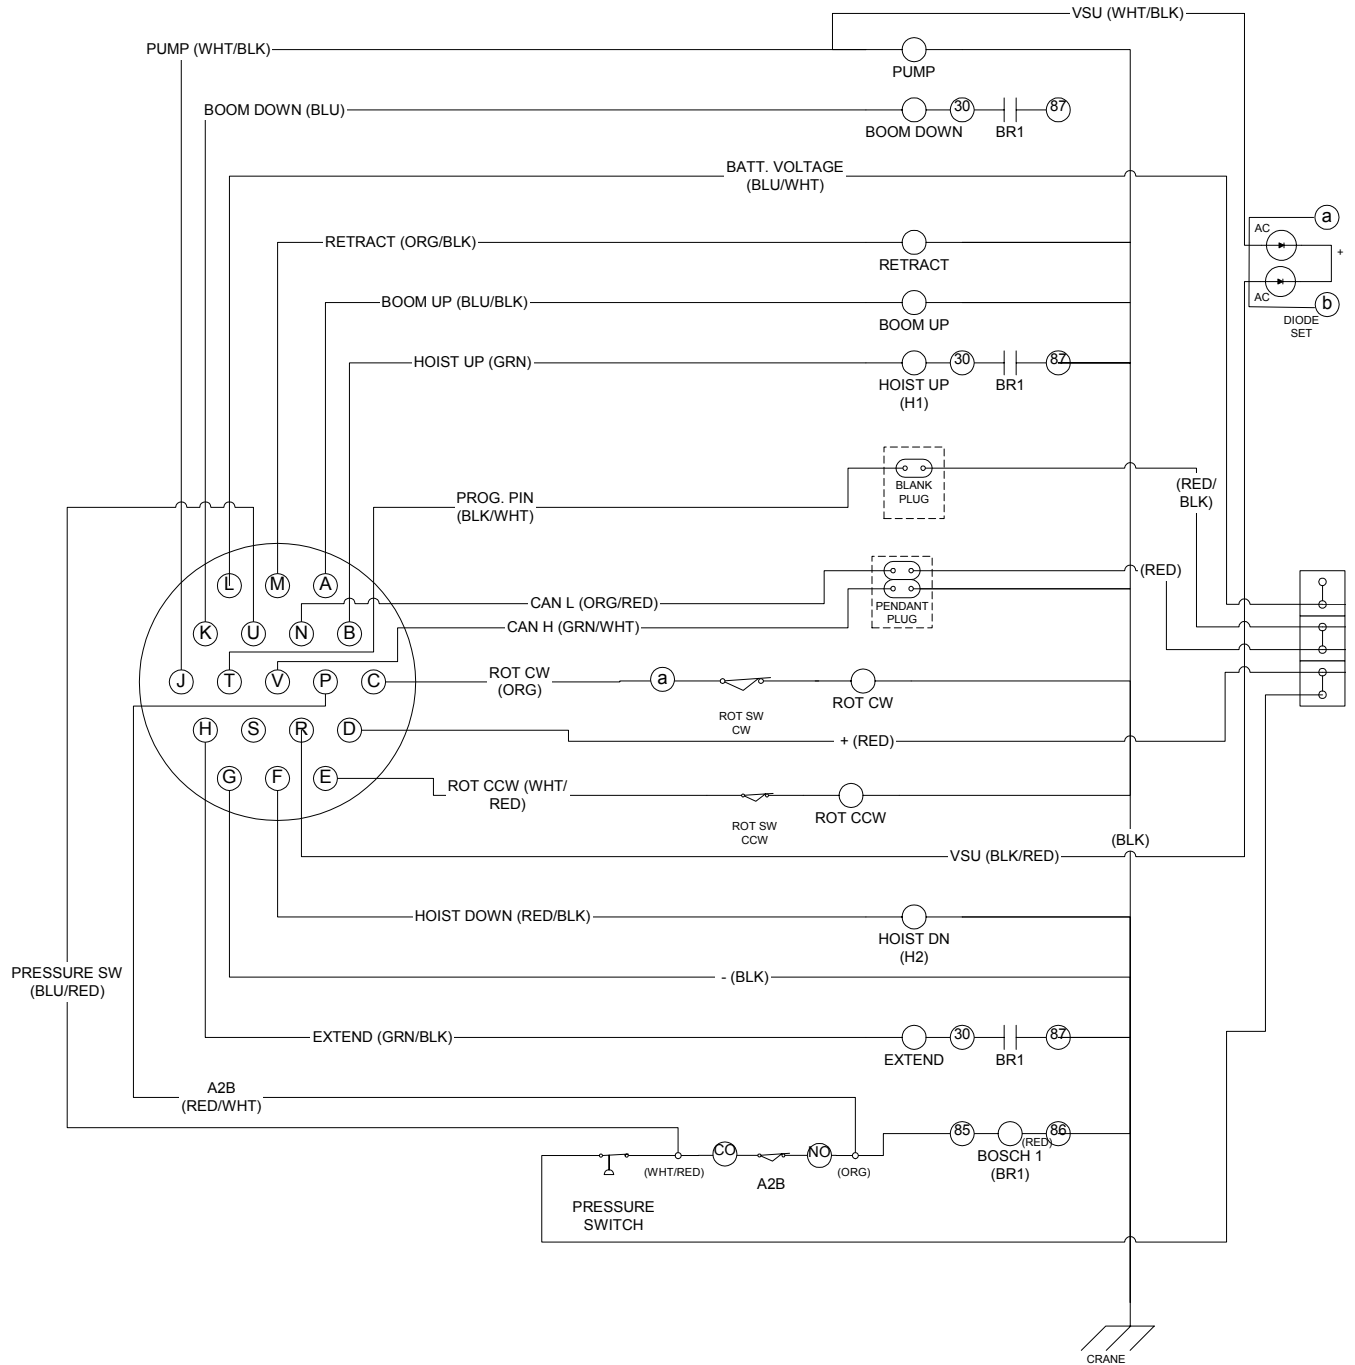 VSU (WHT/BLK)
PUMP (WHT/BLK)
PUMP
BOOM DOWN (BLU)
30
87
BOOM DOWN
BR1
BATT. VOLTAGE
(BLU/WHT)
a
AC
+
AC
b
DIODE
SET
RETRACT (ORG/BLK)
RETRACT
BOOM UP (BLU/BLK)
BOOM UP
HOIST UP (GRN)
30
87
HOIST UP
(H1)
BR1
BLANK
PLUG
(RED/
BLK)
PROG. PIN
(BLK/WHT)
(RED)
PENDANT
PLUG
CAN L (ORG/RED)
CAN H (GRN/WHT)
L
M
A
K
U
N
B
J
T
V
P
C
H
S
R
D
G
F
E
ROT CW
(ORG)
a
ROT SW
CW
ROT CW
+ (RED)
ROT CCW (WHT/
RED)
ROT SW
CCW
ROT CCW
(BLK)
VSU (BLK/RED)
HOIST DOWN (RED/BLK)
HOIST DN
(H2)
PRESSURE SW
(BLU/RED)
- (BLK)
EXTEND (GRN/BLK)
30
87
EXTEND
BR1
A2B
(RED/WHT)
85
86
(RED)
BOSCH 1
(BR1)
CO
NO
(WHT/RED)
(ORG)
A2B
PRESSURE
SWITCH
CRANE